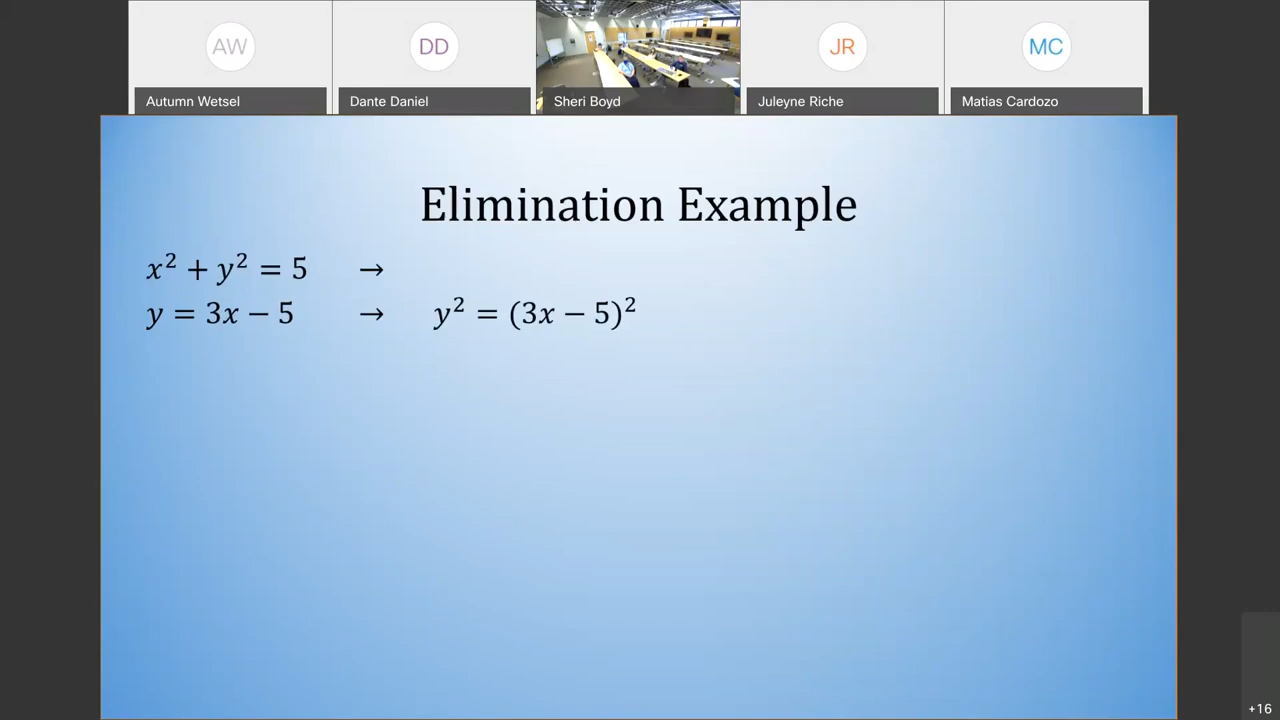 AW
DD
JR
MC
Autumn Wetsel
Dante Daniel
Sheri Boyd
Juleyne Riche
Matias Cardozo
Elimination Example
x² + y² = 5 →
y = 3x − 5 → y² = (3x − 5)²
+16